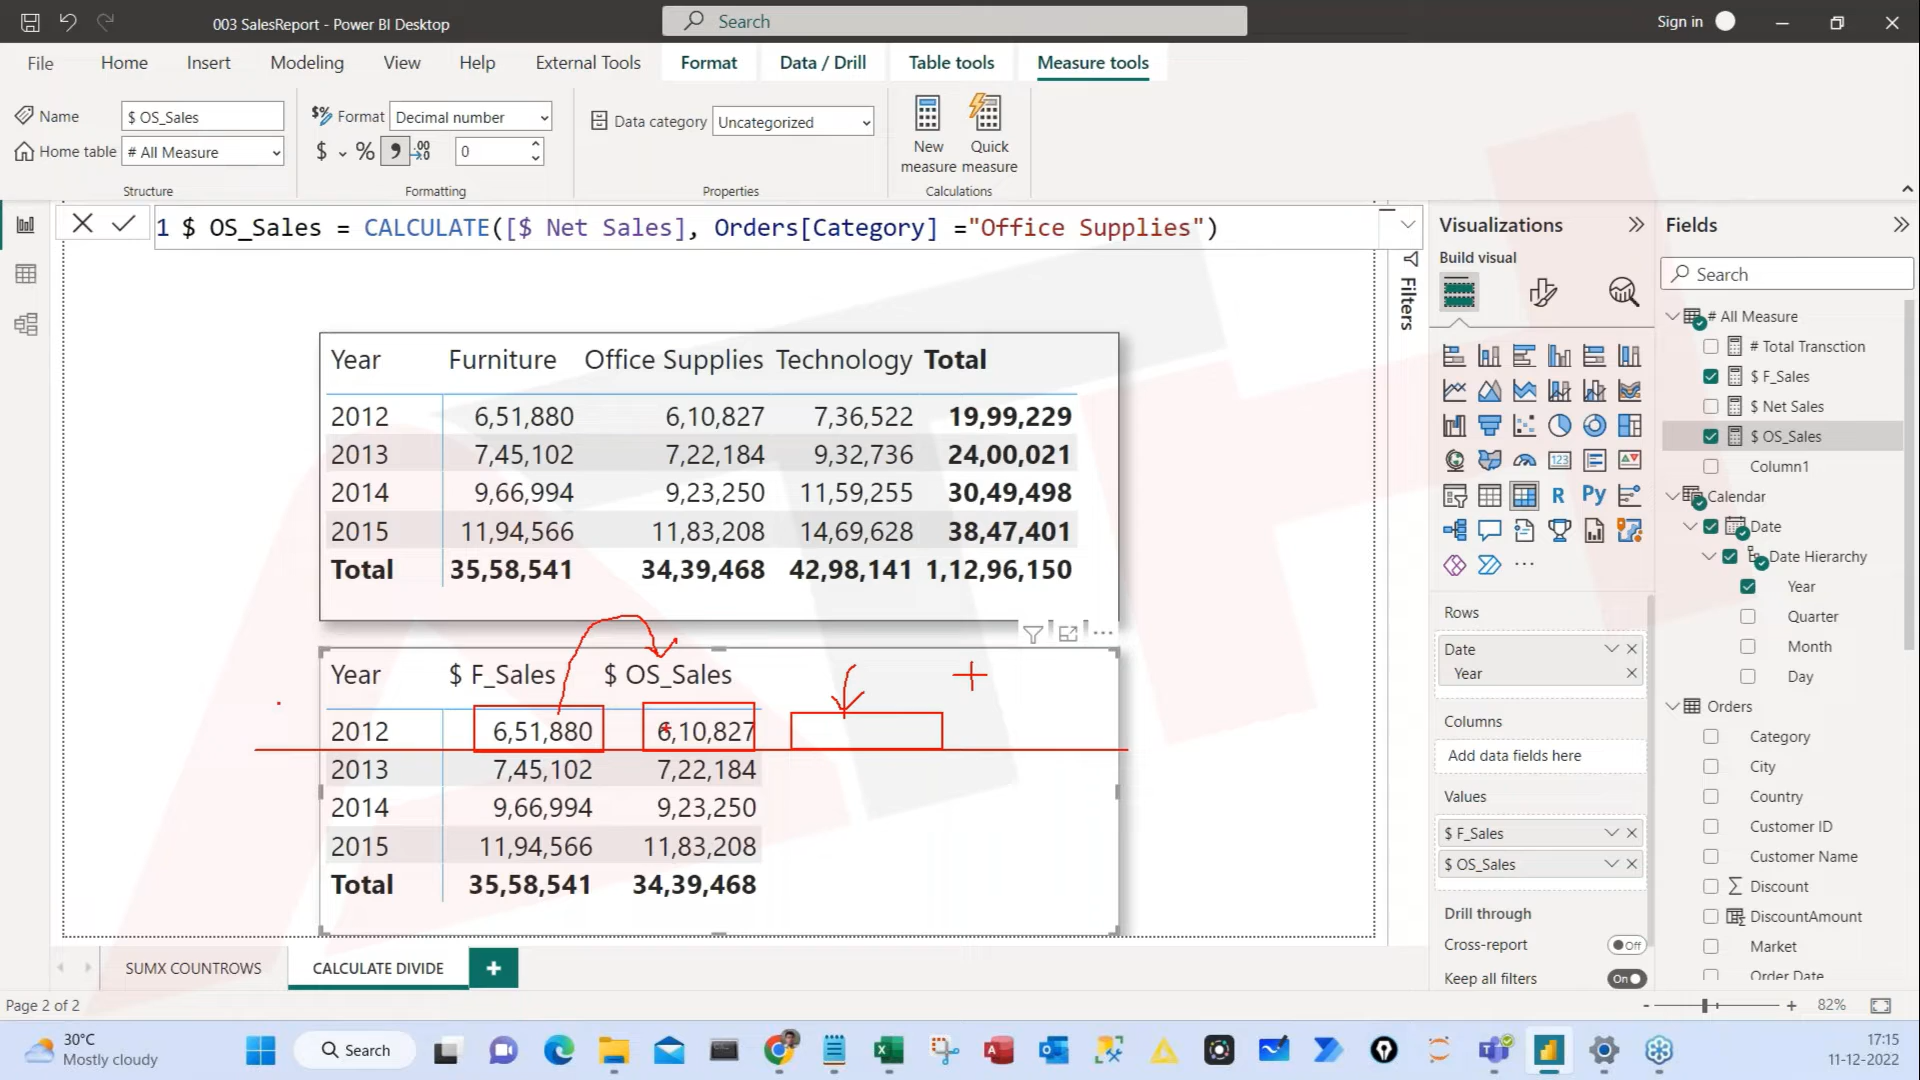 003 SalesReport - Power BI Desktop
Search
Sign in
File
Home
Insert
Modeling
View
Help
External Tools
Format
Data / Drill
Table tools
Measure tools
Name
$ OS_Sales
Home table
# All Measure
Structure
$% Format
Decimal number
$ % , .00 →.0 0
Formatting
Data category
Uncategorized
Properties
New measure
Quick measure
Calculations
1 $ OS_Sales = CALCULATE([$ Net Sales], Orders[Category] ="Office Supplies")
Year Furniture Office Supplies Technology Total
2012 6,51,880 6,10,827 7,36,522 19,99,229
2013 7,45,102 7,22,184 9,32,736 24,00,021
2014 9,66,994 9,23,250 11,59,255 30,49,498
2015 11,94,566 11,83,208 14,69,628 38,47,401
Total 35,58,541 34,39,468 42,98,141 1,12,96,150
Year $ F_Sales $ OS_Sales
2012 6,51,880 6,10,827
2013 7,45,102 7,22,184
2014 9,66,994 9,23,250
2015 11,94,566 11,83,208
Total 35,58,541 34,39,468
Filters
Visualizations
Build visual
123
R
Py
Rows
Date
Year
Columns
Add data fields here
Values
$ F_Sales
$ OS_Sales
Drill through
Cross-report
Off
Keep all filters
On
Fields
Search
# All Measure
# Total Transction
$ F_Sales
$ Net Sales
$ OS_Sales
Column1
Calendar
Date
Date Hierarchy
Year
Quarter
Month
Day
Orders
Category
City
Country
Customer ID
Customer Name
Discount
DiscountAmount
Market
Order Date
SUMX COUNTROWS
CALCULATE DIVIDE
Page 2 of 2
82%
30°C
Mostly cloudy
Search
17:15
11-12-2022